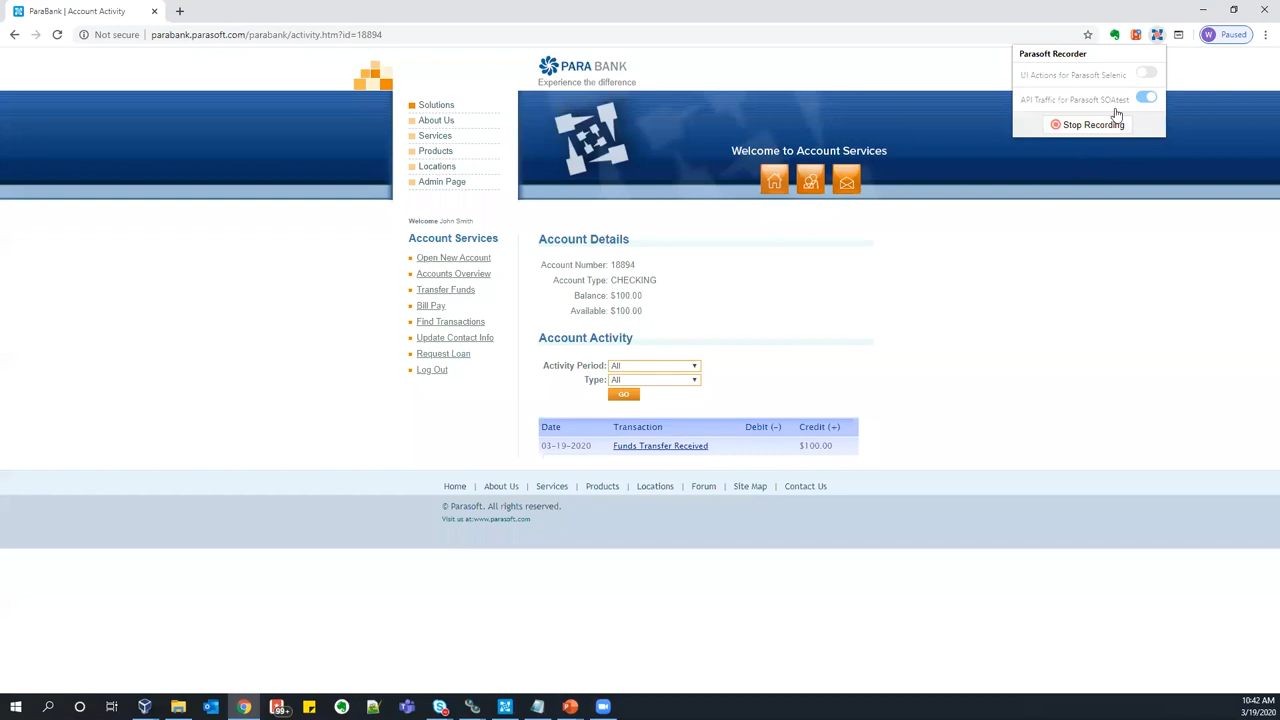 ParaBank | Account Activity
Not secure | parabank.parasoft.com/parabank/activity.htm?id=18894
W Paused
Parasoft Recorder
UI Actions for Parasoft Selenic
API Traffic for Parasoft SOAtest
Stop Recording
PARA BANK
Experience the difference
Solutions
About Us
Services
Products
Locations
Admin Page
Welcome to Account Services
Welcome John Smith
Account Services
Open New Account
Accounts Overview
Transfer Funds
Bill Pay
Find Transactions
Update Contact Info
Request Loan
Log Out
Account Details
Account Number: 18894
Account Type: CHECKING
Balance: $100.00
Available: $100.00
Account Activity
Activity Period: All
Type: All
GO
Date Transaction Debit (-) Credit (+)
03-19-2020 Funds Transfer Received $100.00
Home | About Us | Services | Products | Locations | Forum | Site Map | Contact Us
© Parasoft. All rights reserved.
Visit us at:www.parasoft.com
99+
10:42 AM
3/19/2020